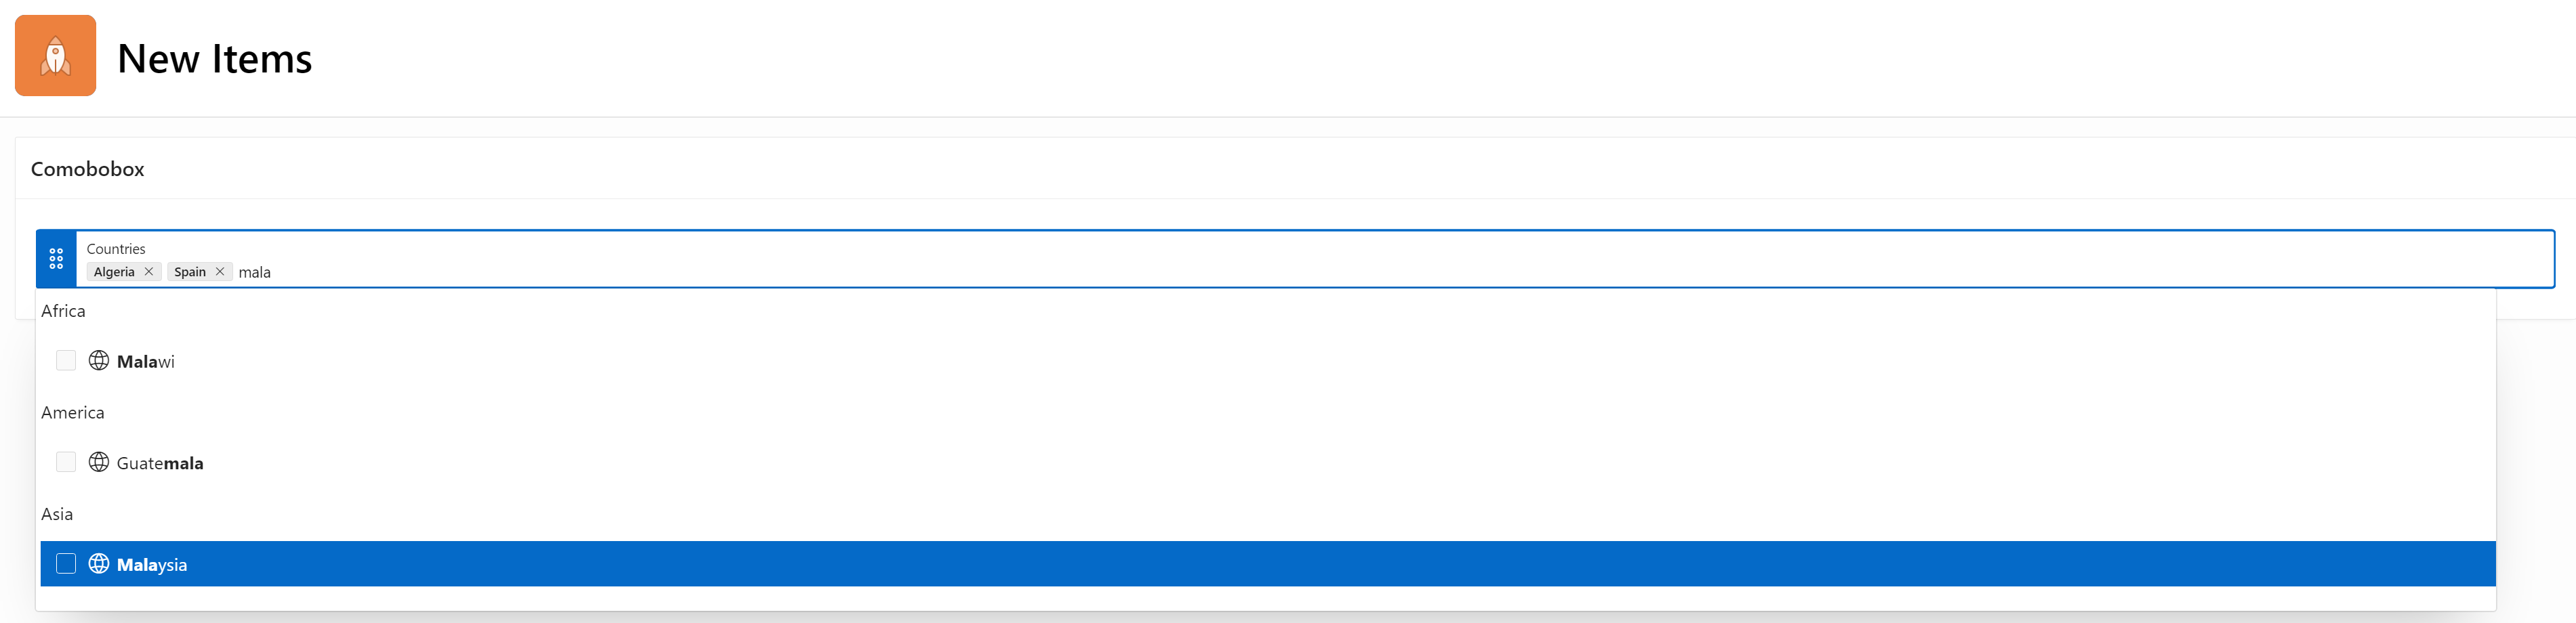 New Items
Comobobox
Countries
Algeria Spain mala
Africa
Malawi
America
Guatemala
Asia
Malaysia